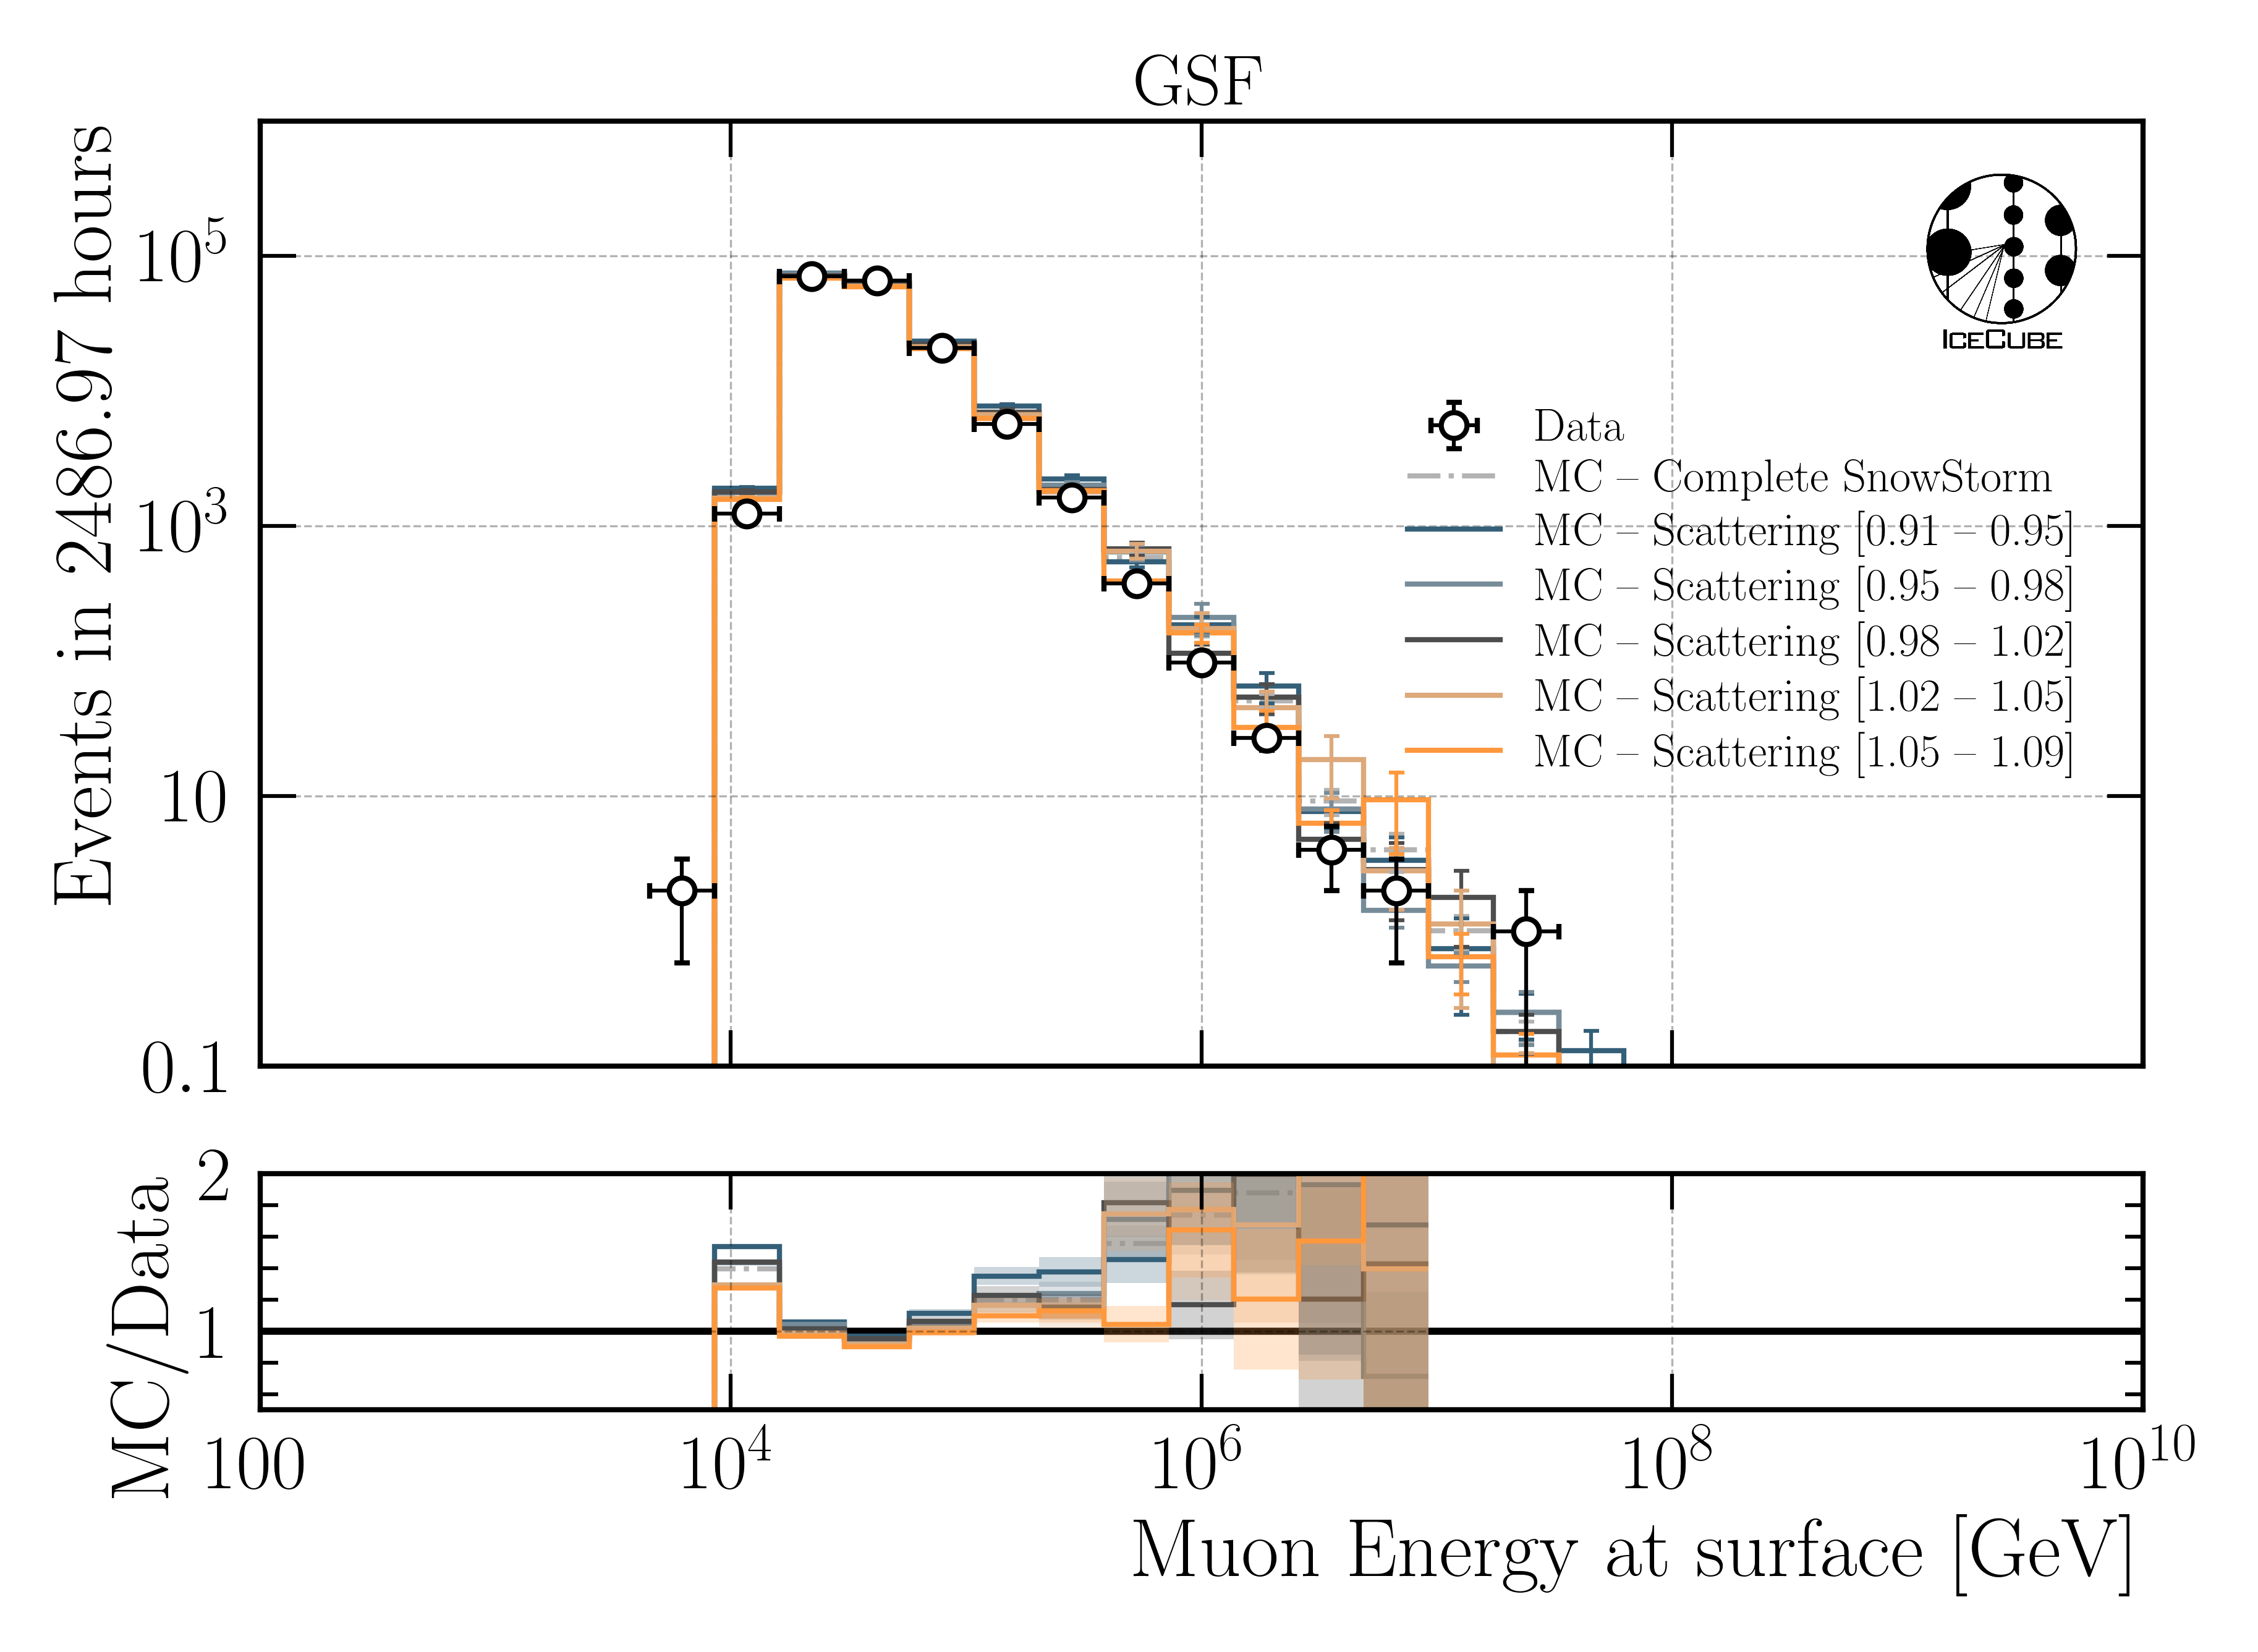 GSF
Events in 2486.97 hours
10^5
10^3
10
0.1
ICECUBE
Data
MC – Complete SnowStorm
MC – Scattering [0.91 – 0.95]
MC – Scattering [0.95 – 0.98]
MC – Scattering [0.98 – 1.02]
MC – Scattering [1.02 – 1.05]
MC – Scattering [1.05 – 1.09]
MC/Data
2
1
100 10^4 10^6 10^8 10^10
Muon Energy at surface [GeV]